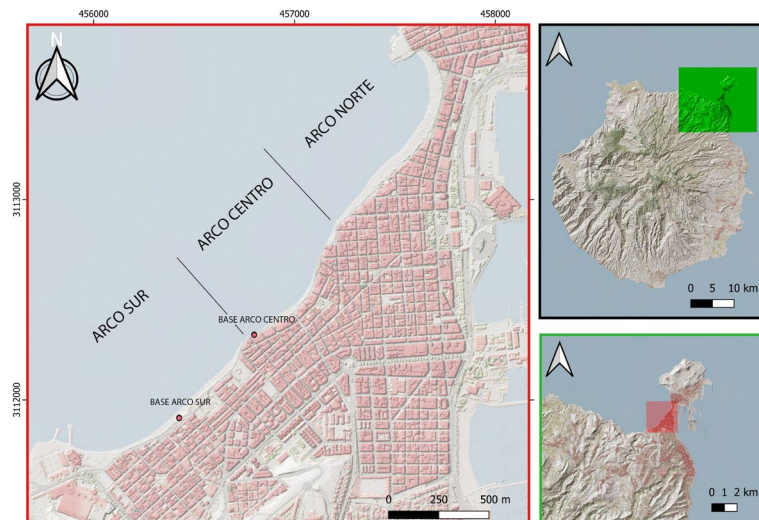 456000
457000
458000
N
3113000
3112000
ARCO NORTE
ARCO CENTRO
ARCO SUR
BASE ARCO CENTRO
BASE ARCO SUR
0 250 500 m
0 5 10 km
0 1 2 km